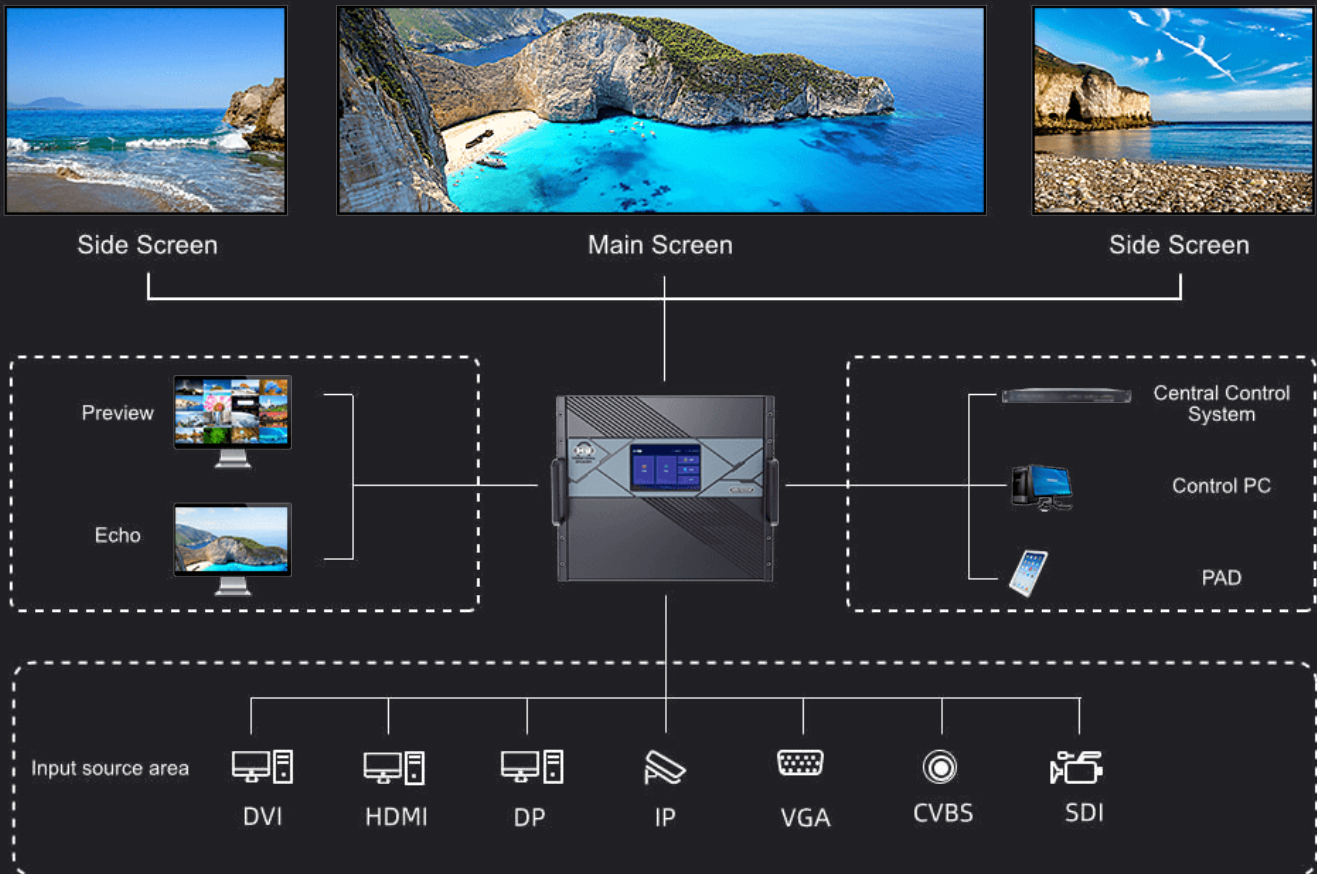 Side Screen
Main Screen
Side Screen
Preview
Central Control
System
Control PC
Echo
PAD
Input source area
DVI
HDMI
DP
IP
VGA
CVBS
SDI